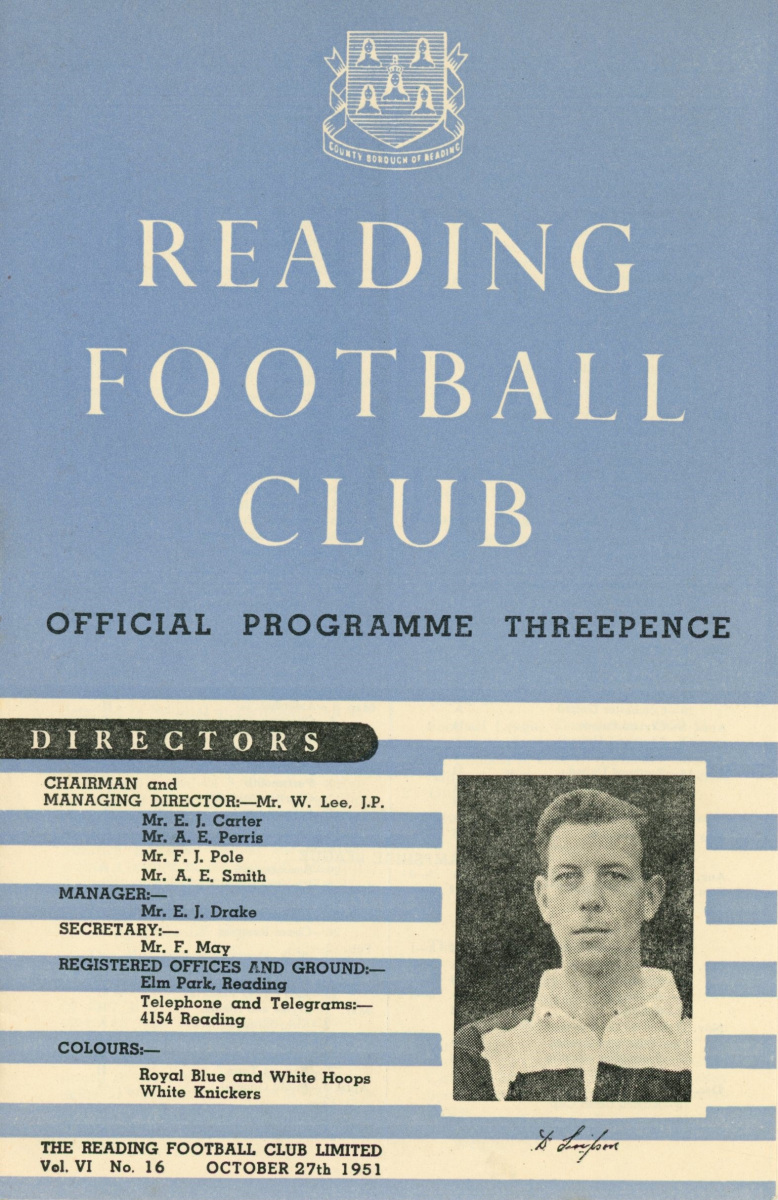 COUNTY BOROUGH OF READING
READING
FOOTBALL
CLUB
OFFICIAL PROGRAMME THREEPENCE
DIRECTORS
CHAIRMAN and
MANAGING DIRECTOR:—Mr. W. Lee, J.P.
Mr. E. J. Carter
Mr. A. E. Perris
Mr. F. J. Pole
Mr. A. E. Smith
MANAGER:—
Mr. E. J. Drake
SECRETARY:—
Mr. F. May
REGISTERED OFFICES AND GROUND:—
Elm Park, Reading
Telephone and Telegrams:—
4154 Reading
COLOURS:—
Royal Blue and White Hoops
White Knickers
D Simpson
THE READING FOOTBALL CLUB LIMITED
Vol. VI No. 16 OCTOBER 27th 1951